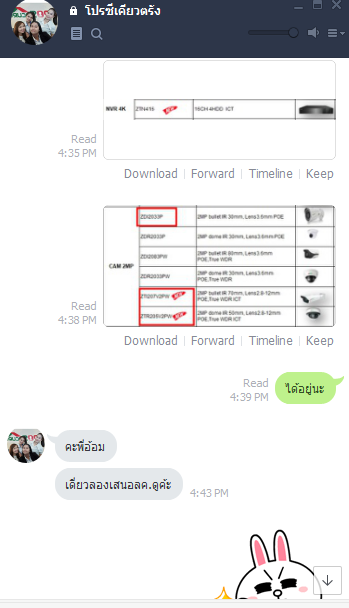 โปรซีเคียวตรัง
NVR 4K ZTN416 NEW 16CH 4HDD ICT
Read
4:35 PM
Download Forward Timeline Keep
CAM 2MP
ZDI2033P 2MP bullet IR 30mm, Lens3.6mm POE
ZDR2033P 2MP dome IR 30mm, Lens3.6mm POE
2MP bullet IR 80mm, Lens3.6mm
POE,True WDR
ZDR2033PW 2MP dome IR 30mm, Lens3.6mm
POE,True WDR
NEW 2MP bullet IR 70mm, Lens2.8-12mm
POE,True WDR ICT
NEW 2MP dome IR 50mm, Lens2.8-12mm
POE,True WDR ICT
Read
4:38 PM
Download Forward Timeline Keep
Read
4:39 PM
ได้อยู่นะ
คะพี่อ้อม
เดี๋ยวลองเสนอลค.ดูค้ะ
4:43 PM